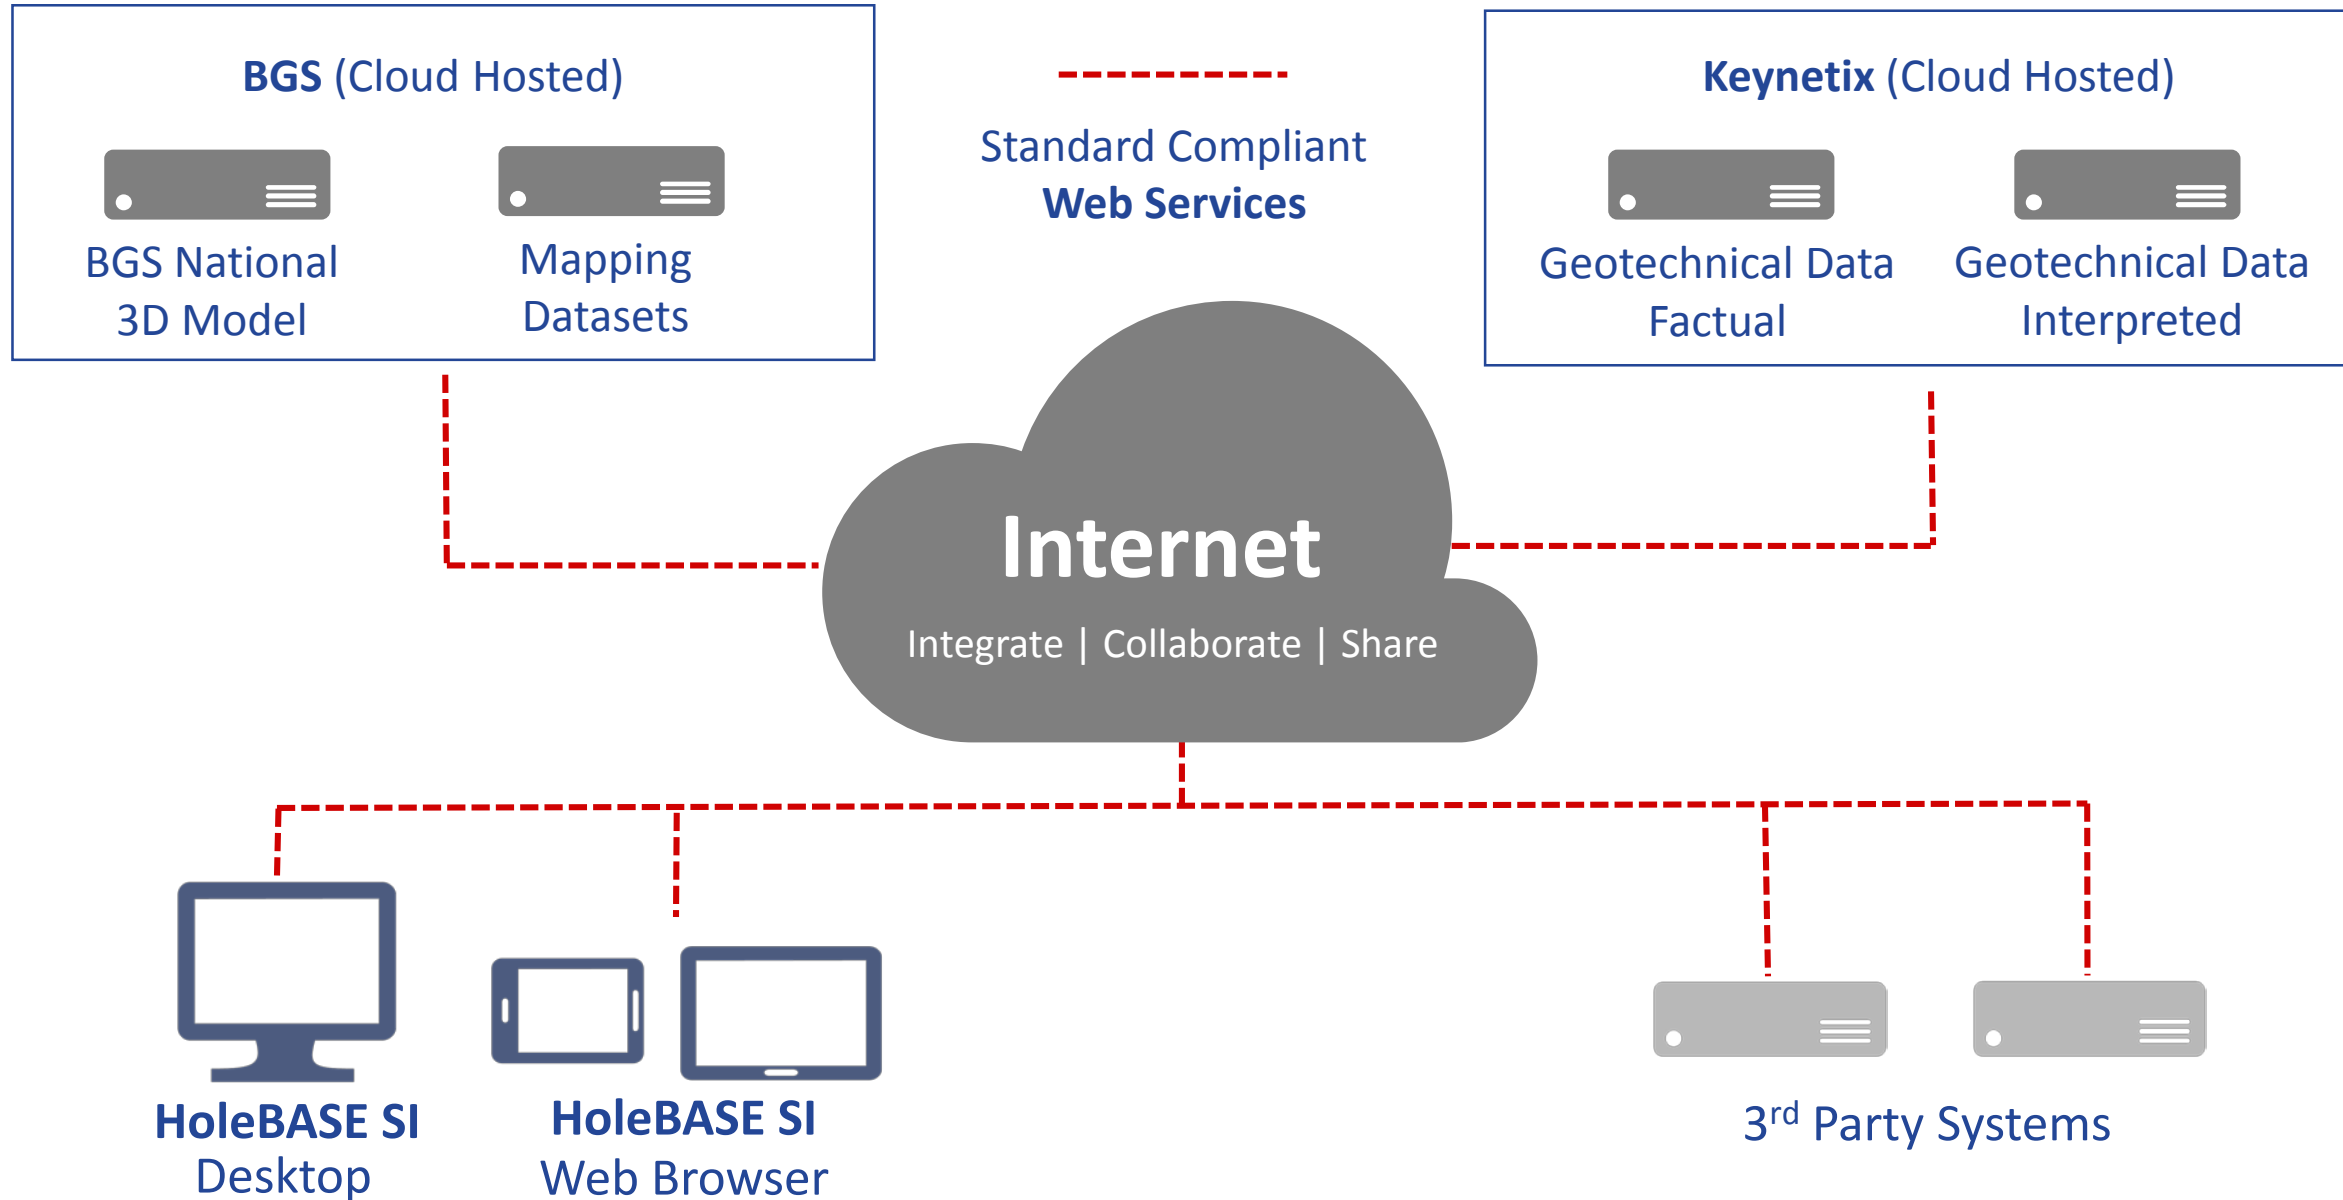 BGS (Cloud Hosted)
BGS National
3D Model
Mapping
Datasets
Standard Compliant
Web Services
Keynetix (Cloud Hosted)
Geotechnical Data
Factual
Geotechnical Data
Interpreted
Internet
Integrate | Collaborate | Share
HoleBASE SI
Desktop
HoleBASE SI
Web Browser
3rd Party Systems